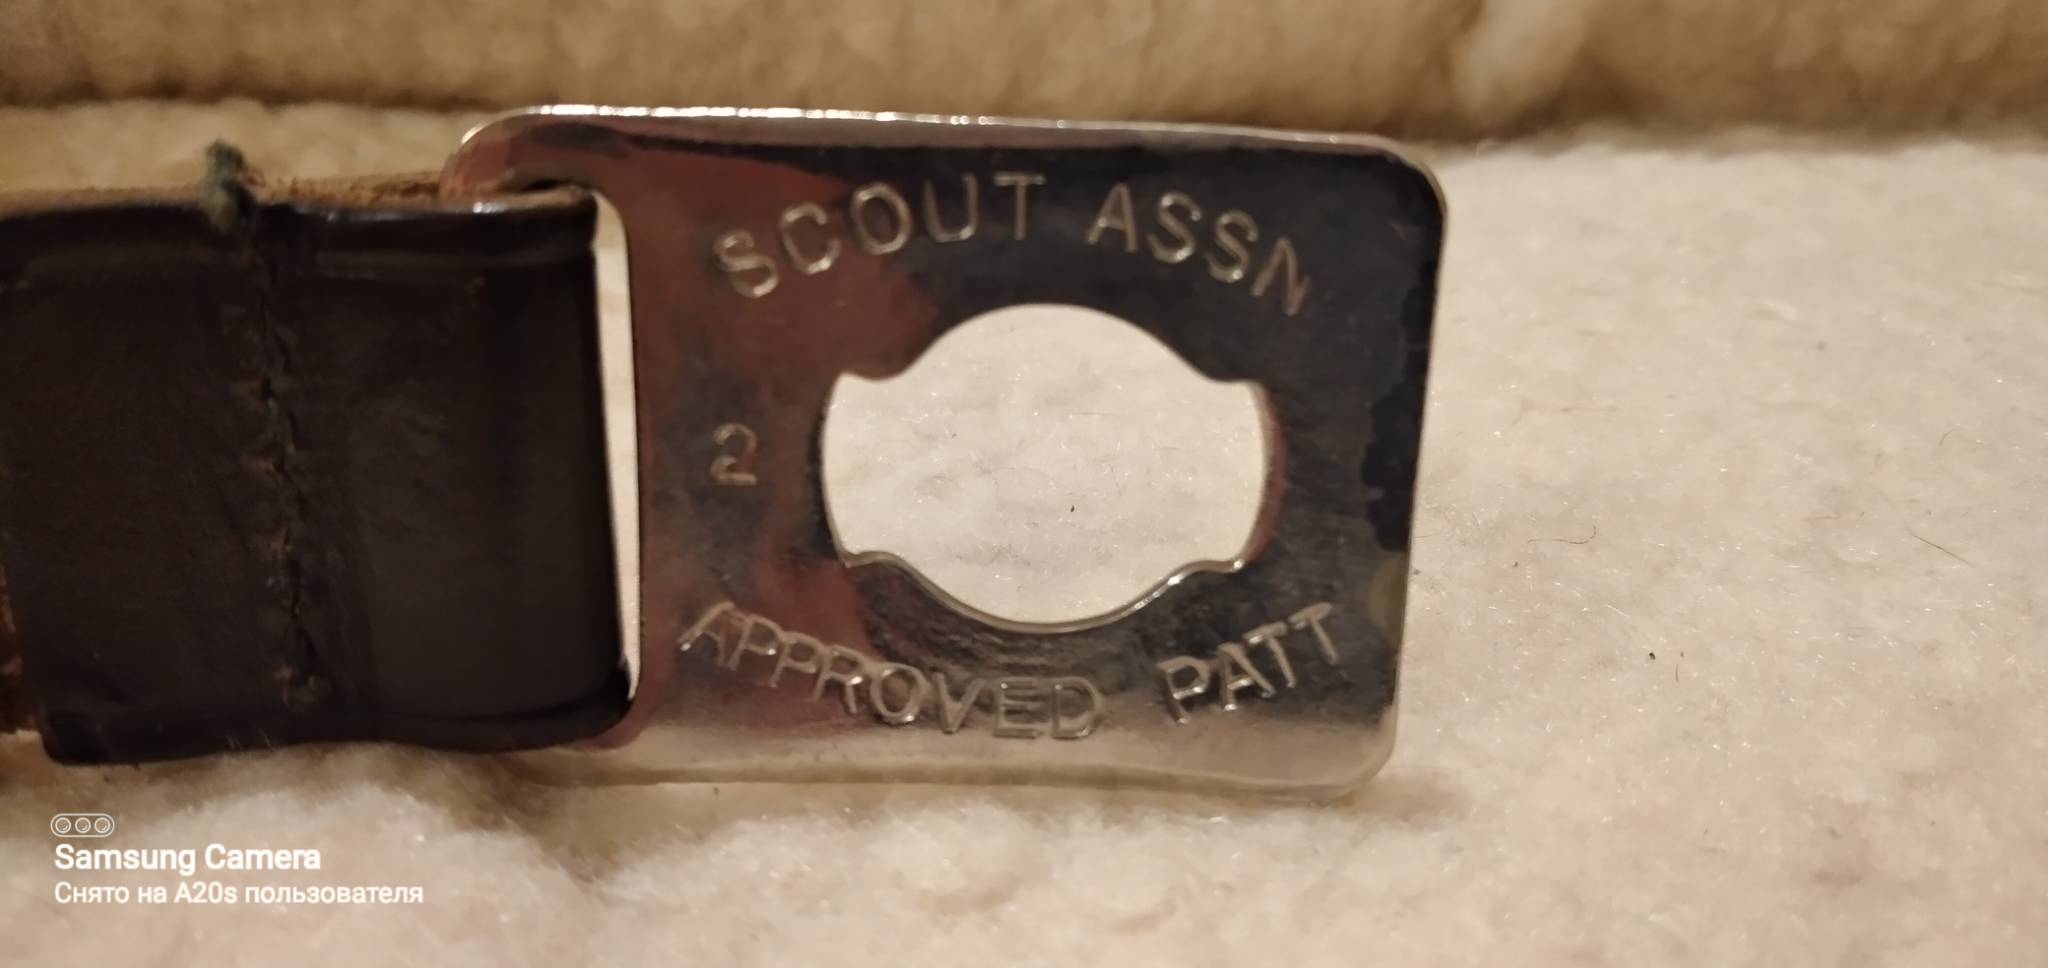 SCOUT ASSN
2
APPROVED PATT
Samsung Camera
Снято на A20s пользователя